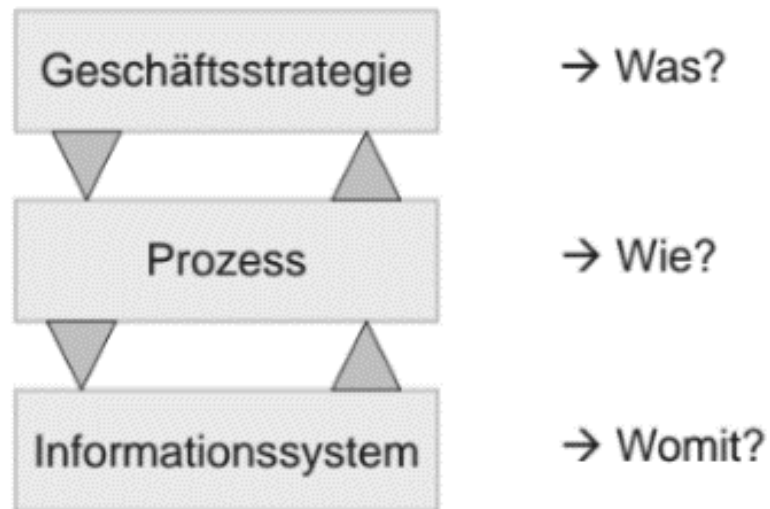 Geschäftsstrategie → Was?
Prozess → Wie?
Informationssystem → Womit?